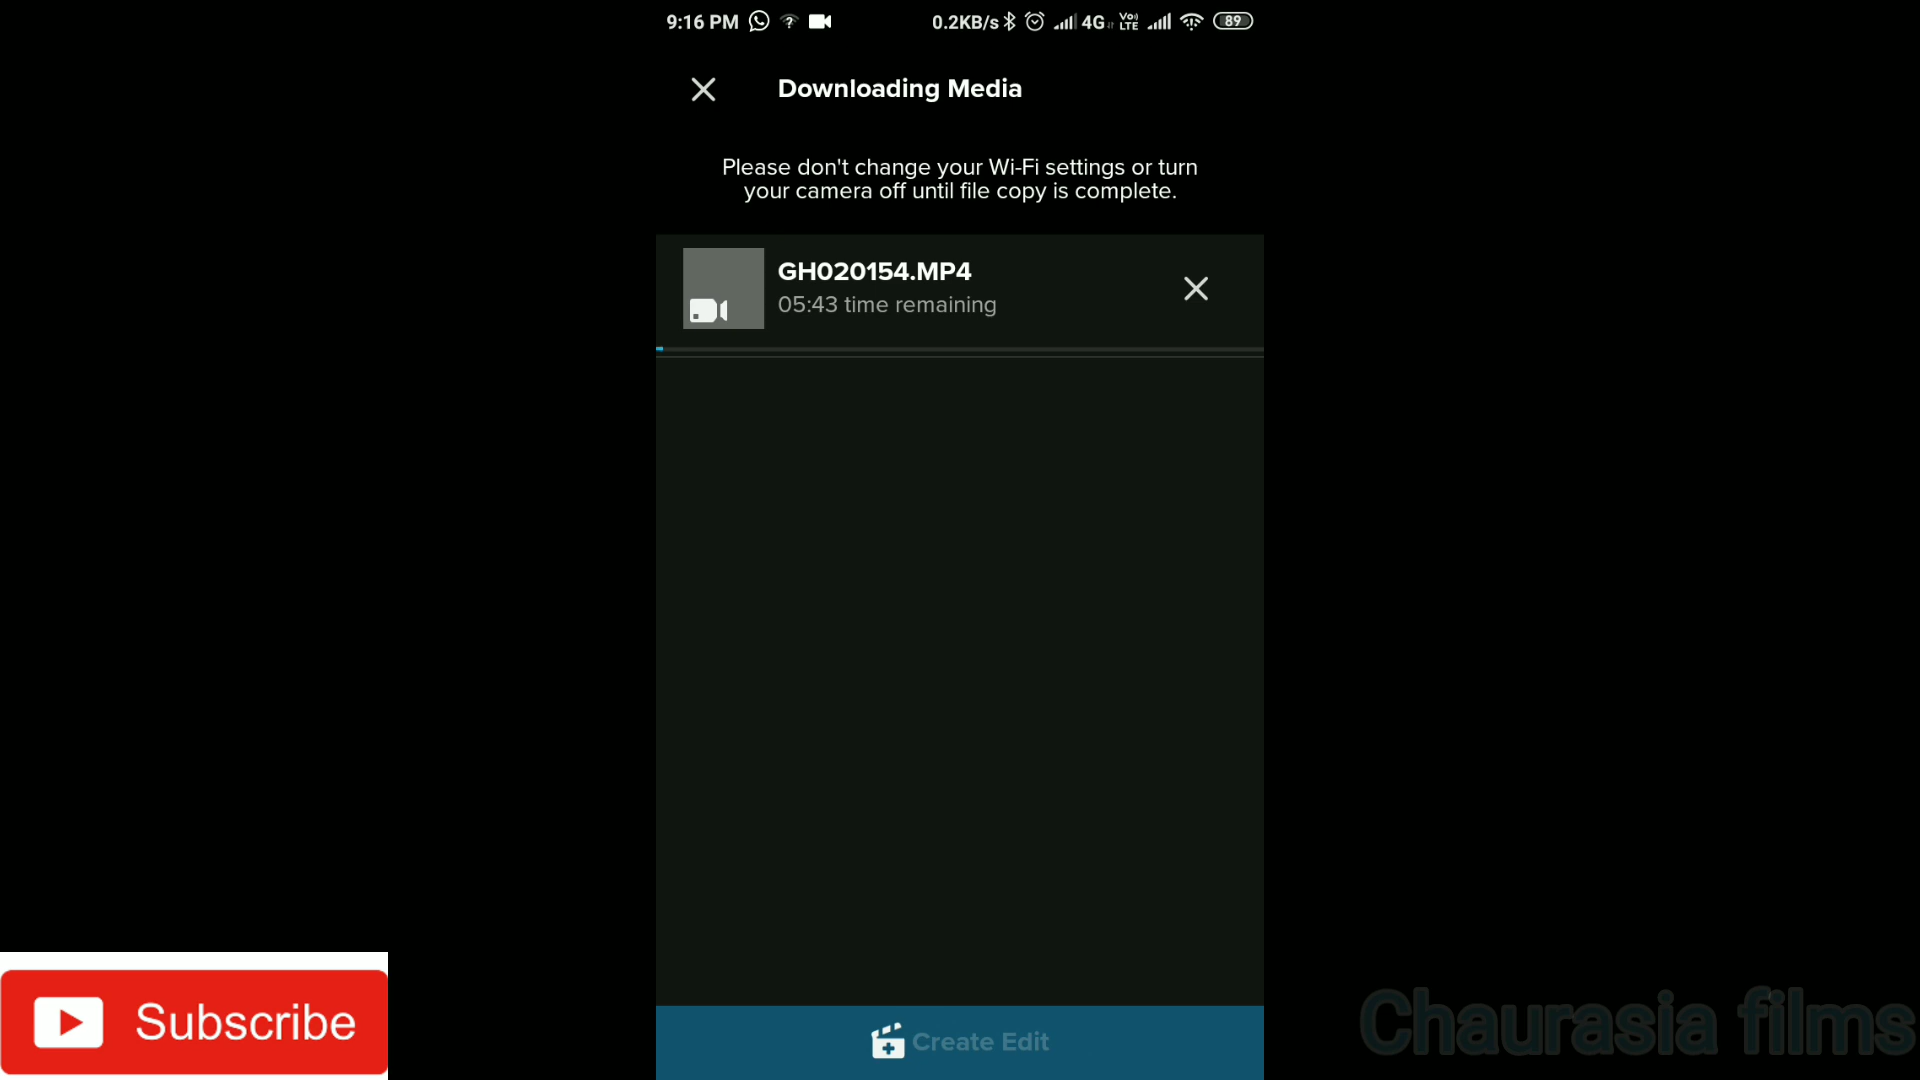 9:16 PM
0.2KB/s 4G Vo) LTE 89
Downloading Media
Please don't change your Wi-Fi settings or turn
your camera off until file copy is complete.
GH020154.MP4
05:43 time remaining
Create Edit
Subscribe
Chaurasia films